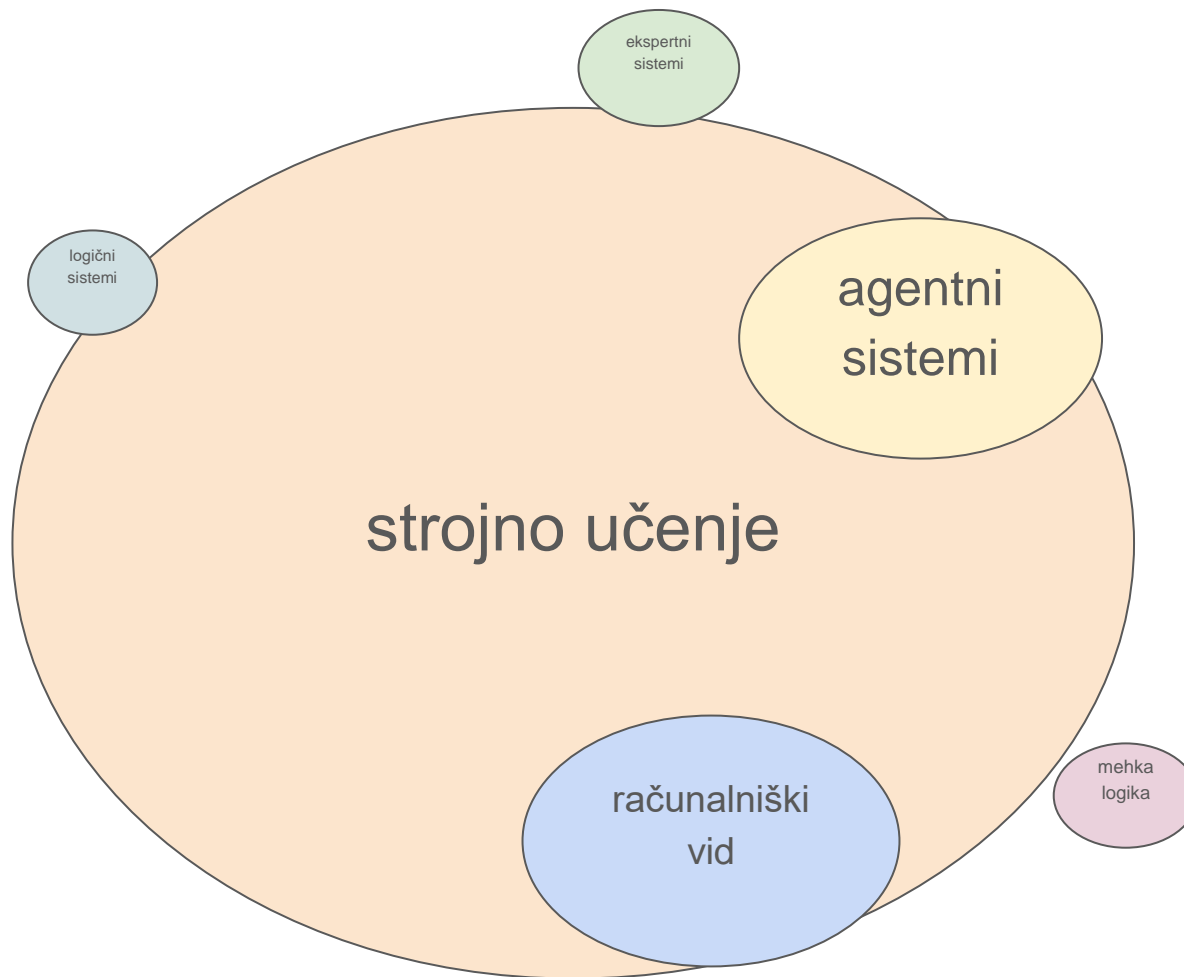 ekspertni
sistemi
logični
sistemi
agentni
sistemi
strojno učenje
računalniški
vid
mehka
logika